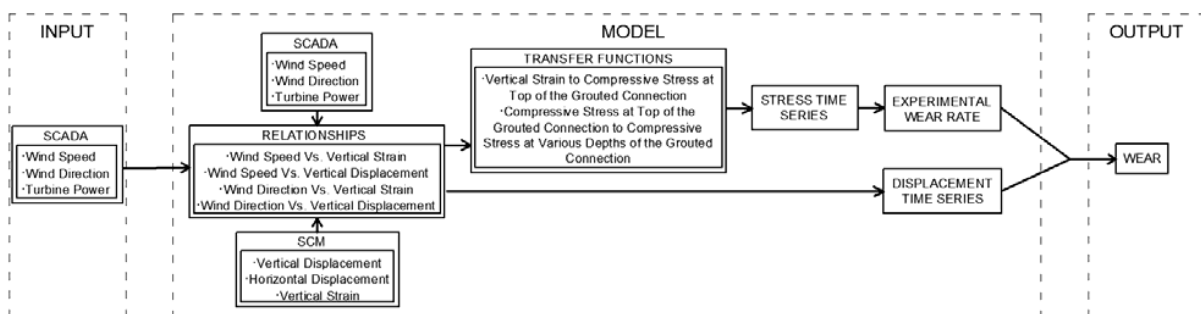 INPUT
MODEL
OUTPUT
SCADA
·Wind Speed
·Wind Direction
·Turbine Power
SCADA
·Wind Speed
·Wind Direction
·Turbine Power
RELATIONSHIPS
·Wind Speed Vs. Vertical Strain
·Wind Speed Vs. Vertical Displacement
·Wind Direction Vs. Vertical Strain
·Wind Direction Vs. Vertical Displacement
SCM
·Vertical Displacement
·Horizontal Displacement
·Vertical Strain
TRANSFER FUNCTIONS
·Vertical Strain to Compressive Stress at
Top of the Grouted Connection
·Compressive Stress at Top of the
Grouted Connection to Compressive
Stress at Various Depths of the Grouted
Connection
STRESS TIME
SERIES
EXPERIMENTAL
WEAR RATE
DISPLACEMENT
TIME SERIES
WEAR